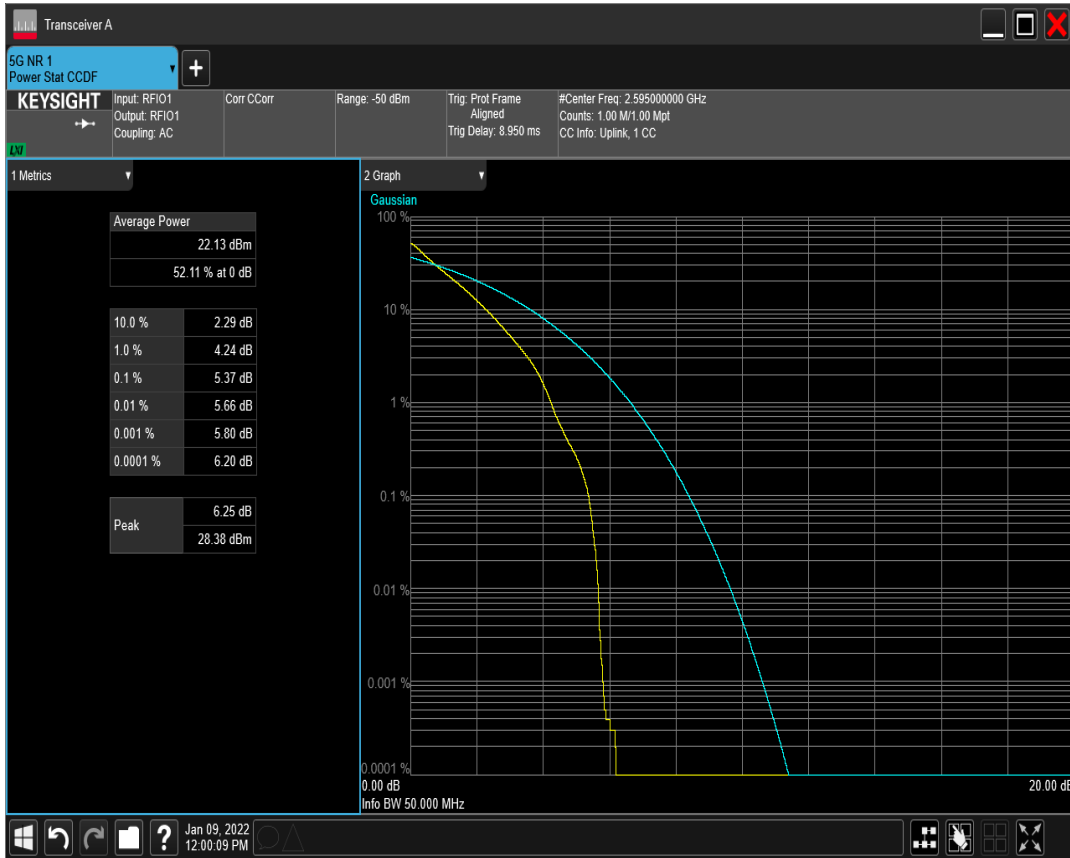 Transceiver A
5G NR 1
Power Stat CCDF
+
KEYSIGHT
LXI
Input: RFIO1
Output: RFIO1
Coupling: AC
Corr CCorr
Range: -50 dBm
Trig: Prot Frame
Aligned
Trig Delay: 8.950 ms
#Center Freq: 2.595000000 GHz
Counts: 1.00 M/1.00 Mpt
CC Info: Uplink, 1 CC
1 Metrics
Average Power
22.13 dBm
52.11 % at 0 dB
10.0 % 2.29 dB
1.0 % 4.24 dB
0.1 % 5.37 dB
0.01 % 5.66 dB
0.001 % 5.80 dB
0.0001 % 6.20 dB
Peak
6.25 dB
28.38 dBm
2 Graph
Gaussian
100 %
10 %
1 %
0.1 %
0.01 %
0.001 %
0.0001 %
0.00 dB 20.00 dB
Info BW 50.000 MHz
?
Jan 09, 2022
12:00:09 PM